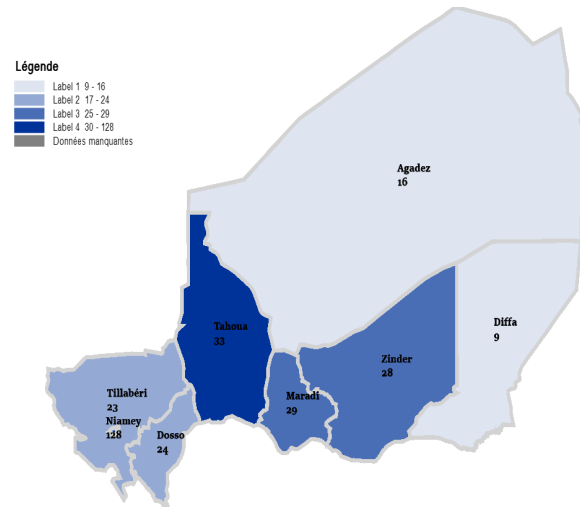 Légende
Label 1 9 - 16
Label 2 17 - 24
Label 3 25 - 29
Label 4 30 - 128
Données manquantes
Agadez
16
Diffa
9
Tahoua
33
Zinder
28
Maradi
29
Tillabéri
23
Niamey
128
Dosso
24